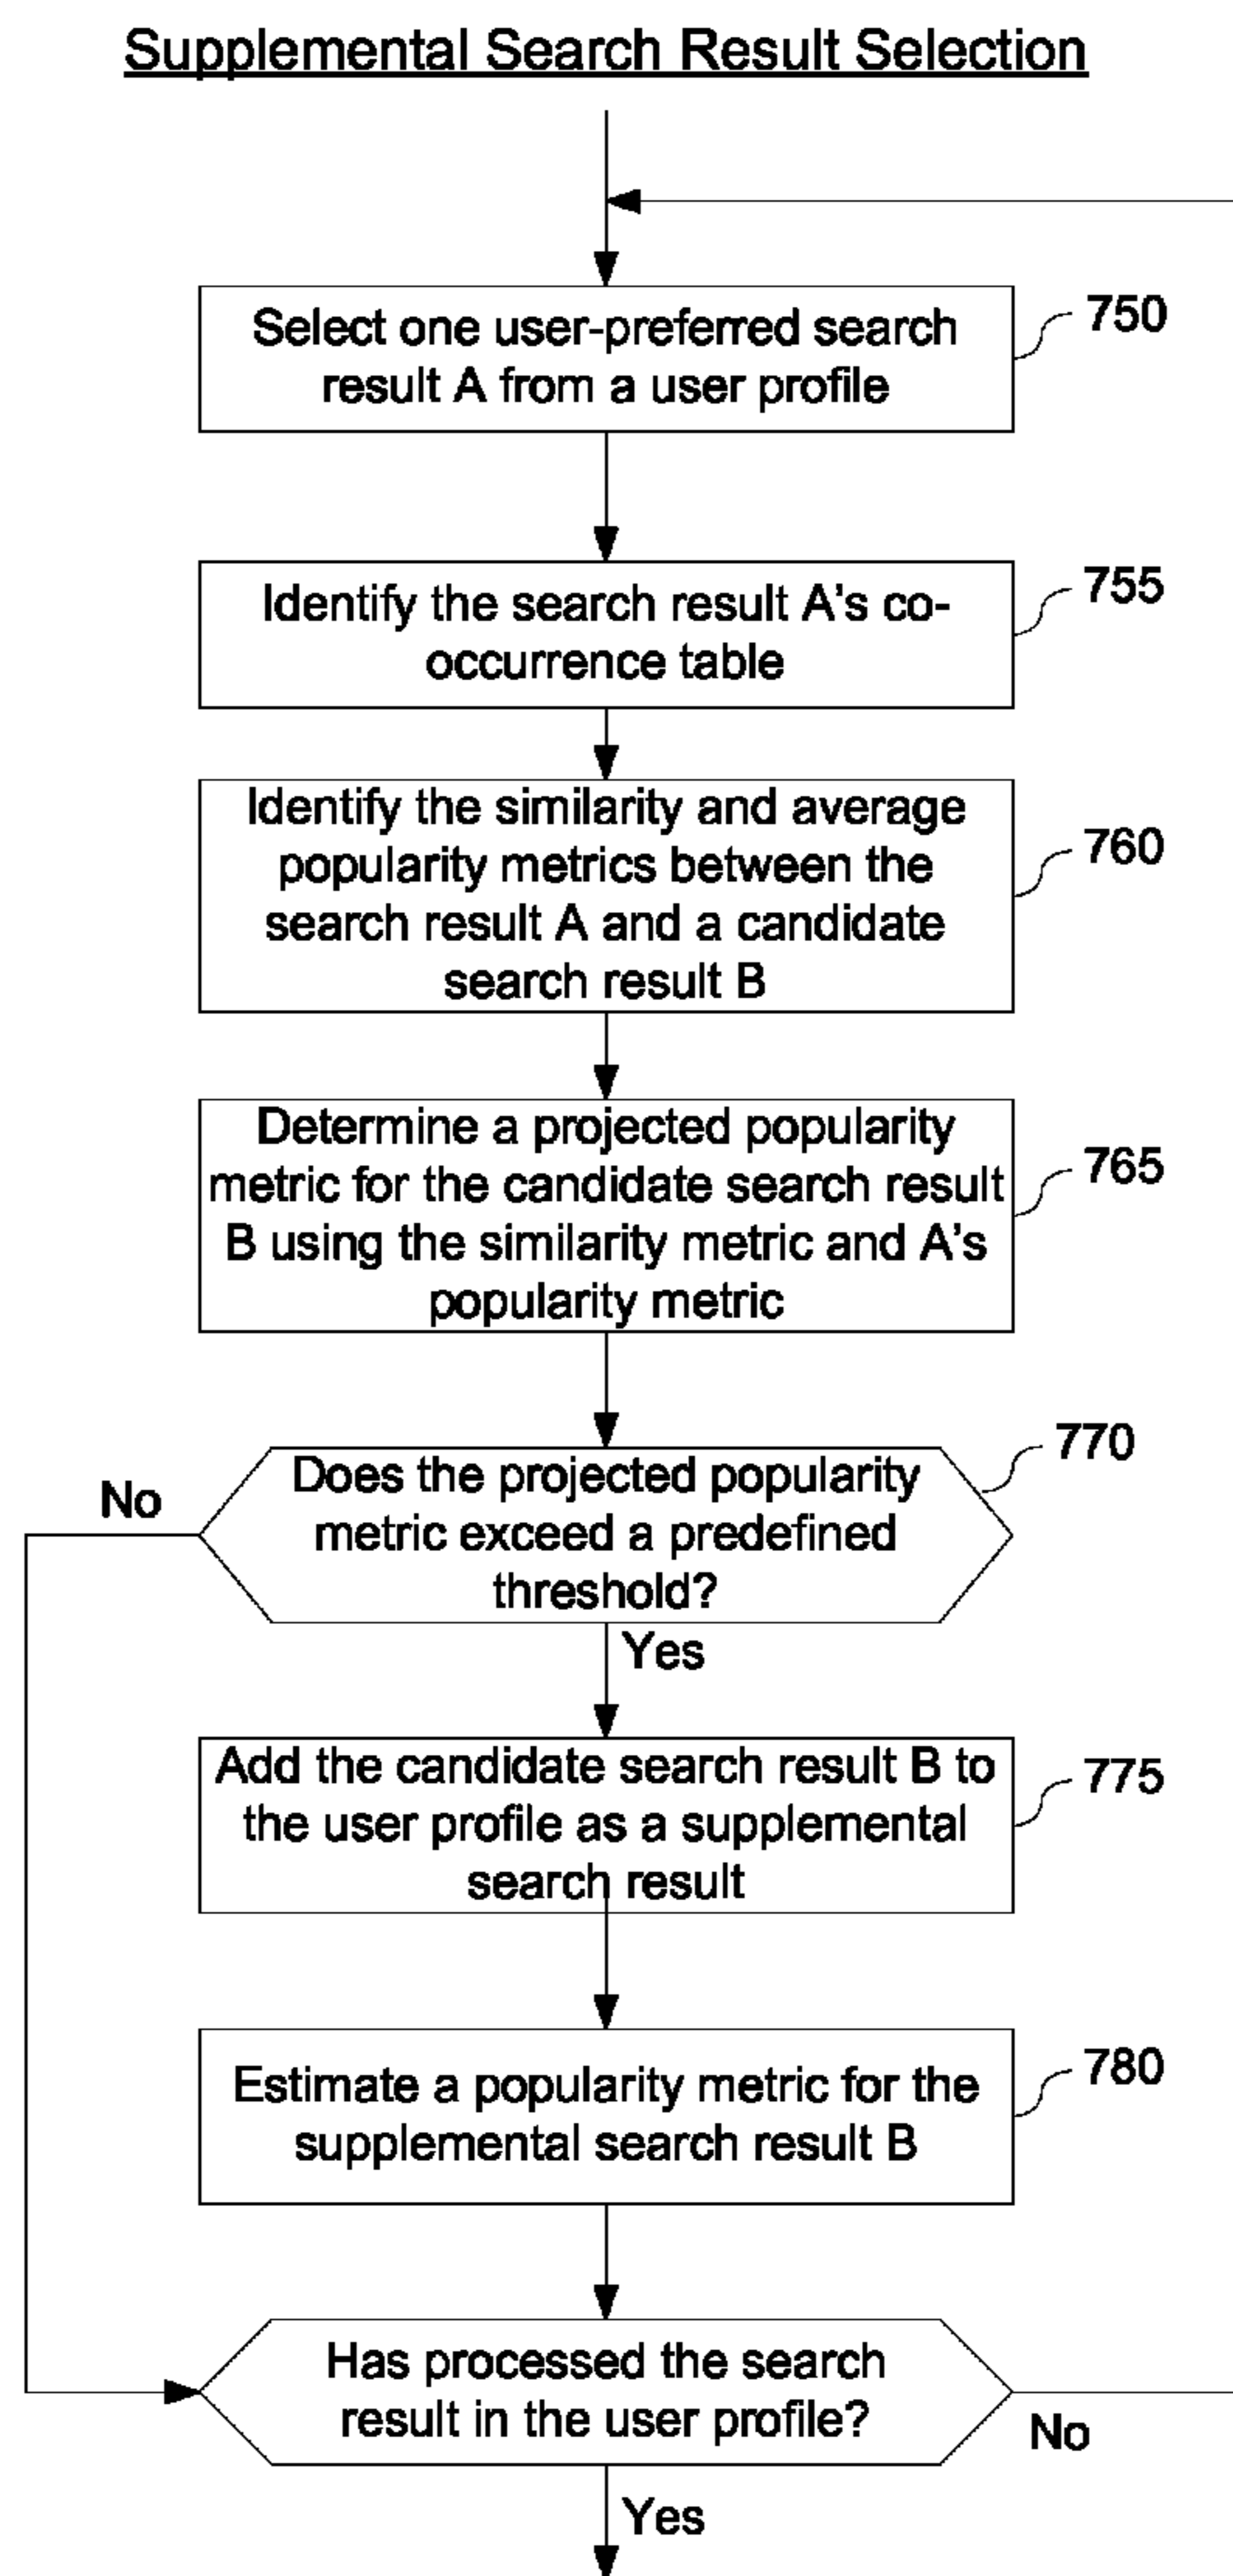 Supplemental Search Result Selection
Select one user-preferred search
result A from a user profile
750
Identify the search result A's co-
occurrence table
755
Identify the similarity and average
popularity metrics between the
search result A and a candidate
search result B
760
Determine a projected popularity
metric for the candidate search result
B using the similarity metric and A's
popularity metric
765
Does the projected popularity
metric exceed a predefined
threshold?
770
No
Yes
Add the candidate search result B to
the user profile as a supplemental
search result
775
Estimate a popularity metric for the
supplemental search result B
780
Has processed the search
result in the user profile?
No
Yes